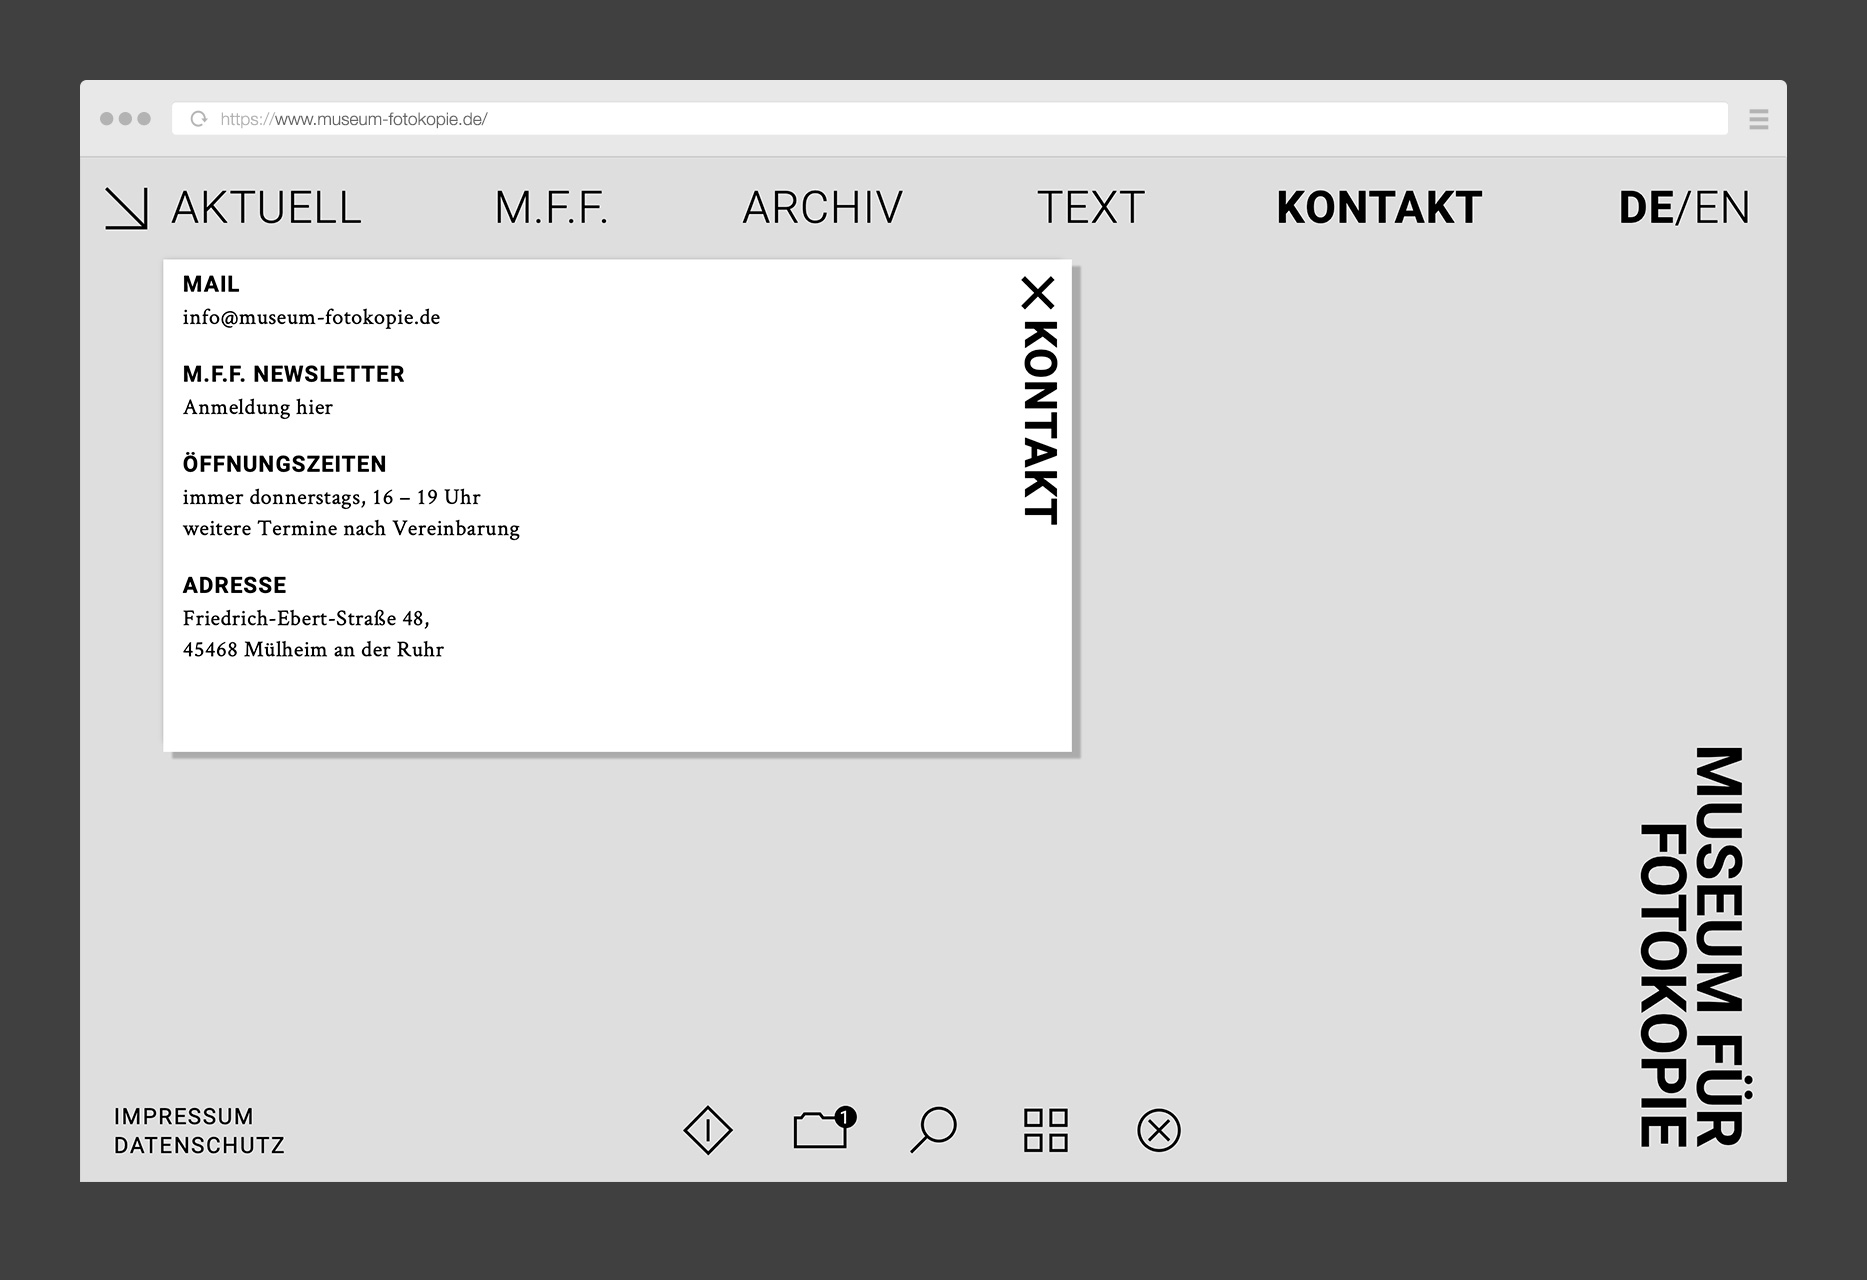 https://www.museum-fotokopie.de/
AKTUELL
M.F.F.
ARCHIV
TEXT
KONTAKT
DE/EN
MAIL
info@museum-fotokopie.de
M.F.F. NEWSLETTER
Anmeldung hier
ÖFFNUNGSZEITEN
immer donnerstags, 16 – 19 Uhr
weitere Termine nach Vereinbarung
ADRESSE
Friedrich-Ebert-Straße 48,
45468 Mülheim an der Ruhr
KONTAKT
MUSEUM FÜR
FOTOKOPIE
IMPRESSUM
DATENSCHUTZ
1